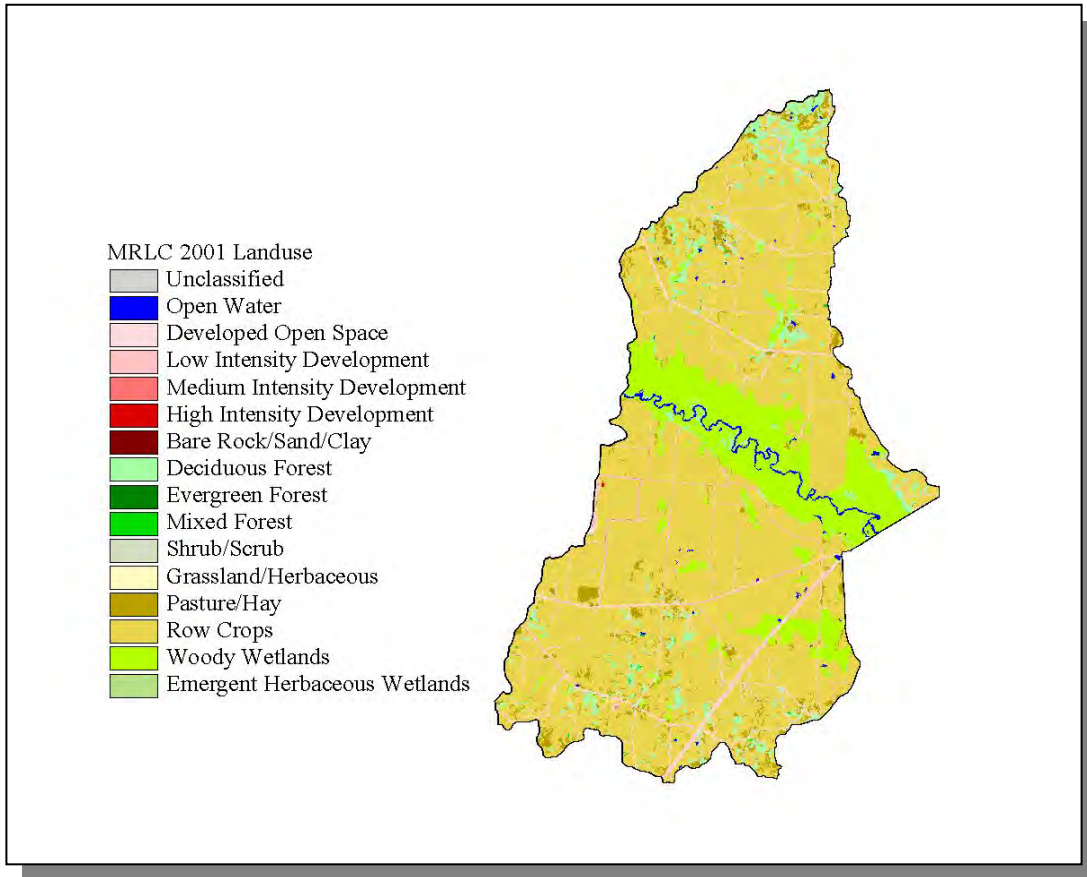 MRLC 2001 Landuse
Unclassified
Open Water
Developed Open Space
Low Intensity Development
Medium Intensity Development
High Intensity Development
Bare Rock/Sand/Clay
Deciduous Forest
Evergreen Forest
Mixed Forest
Shrub/Scrub
Grassland/Herbaceous
Pasture/Hay
Row Crops
Woody Wetlands
Emergent Herbaceous Wetlands